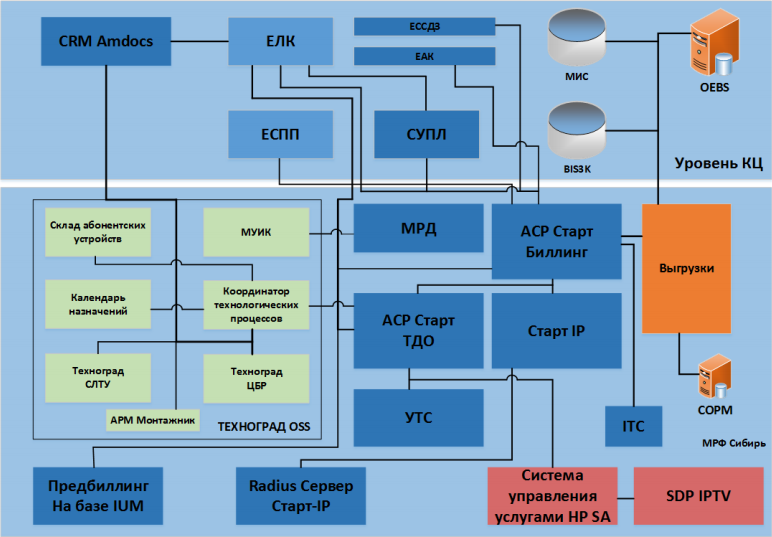 CRM Amdocs
ЕЛК
ЕССДЗ
ЕАК
МИС
OEBS
ЕСПП
СУПЛ
BIS3K
Уровень КЦ
Склад абонентских
устройств
МУИК
МРД
АСР Старт
Биллинг
Выгрузки
Календарь
назначений
Координатор
технологических
процессов
АСР Старт
ТДО
Старт IP
Техноград
СЛТУ
Техноград
ЦБР
АРМ Монтажник
ТЕХНОГРАД OSS
УТС
ITC
СОРМ
МРФ Сибирь
Предбиллинг
На базе IUM
Radius Сервер
Старт-IP
Система
управления
услугами HP SA
SDP IPTV